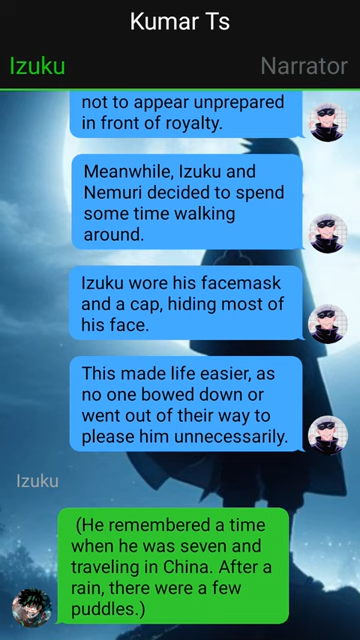 Kumar Ts
Izuku
Narrator
not to appear unprepared
in front of royalty.
Meanwhile, Izuku and
Nemuri decided to spend
some time walking
around.
Izuku wore his facemask
and a cap, hiding most of
his face.
This made life easier, as
no one bowed down or
went out of their way to
please him unnecessarily.
Izuku
(He remembered a time
when he was seven and
traveling in China. After a
rain, there were a few
puddles.)